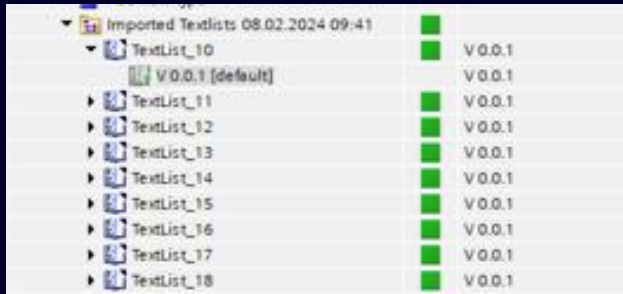 Imported Textlists 08.02.2024 09:41
TextList_10 V 0.0.1
V 0.0.1 [default] V 0.0.1
TextList_11 V 0.0.1
TextList_12 V 0.0.1
TextList_13 V 0.0.1
TextList_14 V 0.0.1
TextList_15 V 0.0.1
TextList_16 V 0.0.1
TextList_17 V 0.0.1
TextList_18 V 0.0.1